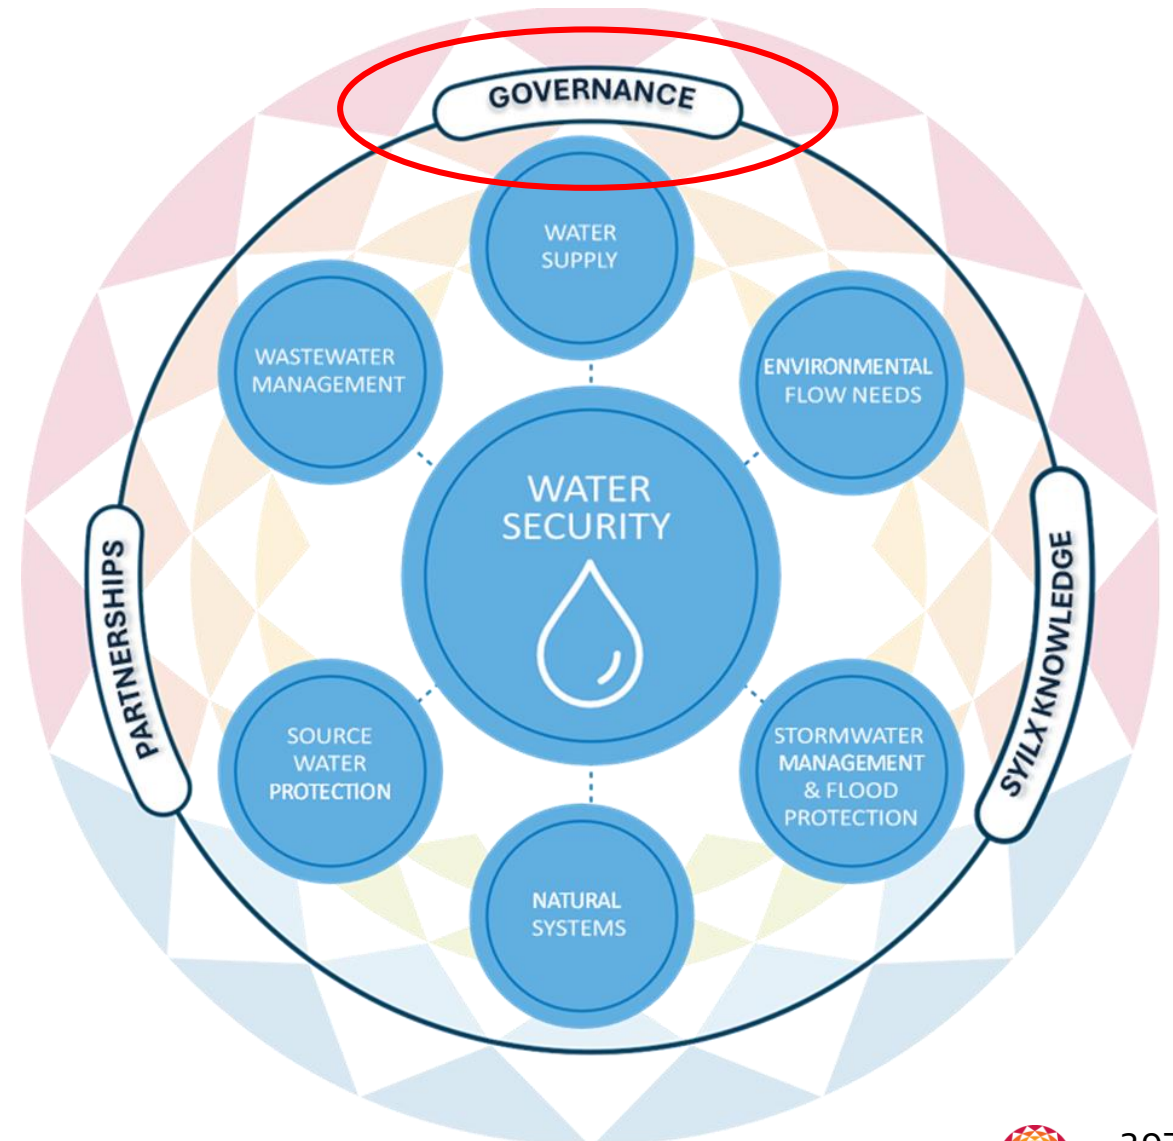 GOVERNANCE
WATER
SUPPLY
WASTEWATER
MANAGEMENT
ENVIRONMENTAL
FLOW NEEDS
WATER
SECURITY
PARTNERSHIPS
SYILX KNOWLEDGE
SOURCE
WATER
PROTECTION
STORMWATER
MANAGEMENT
& FLOOD
PROTECTION
NATURAL
SYSTEMS